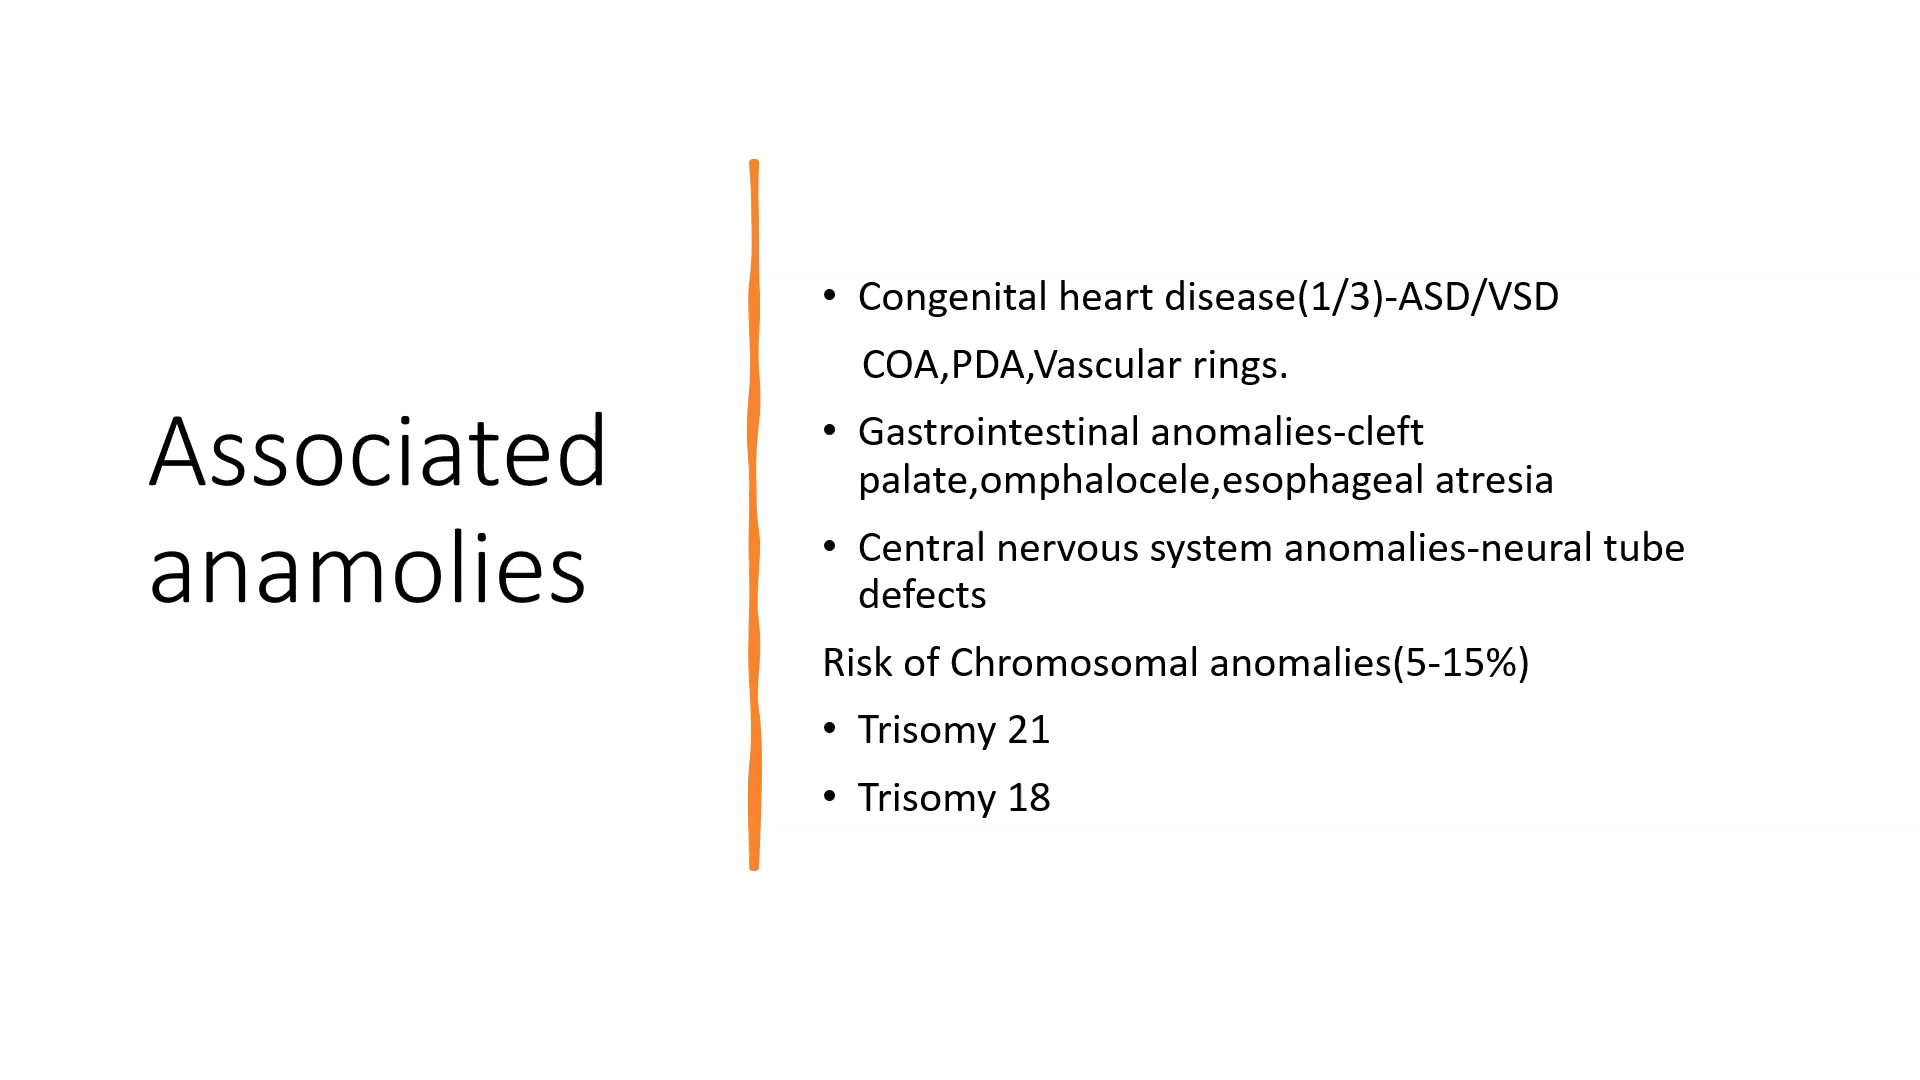 Associated
anamolies
• Congenital heart disease(1/3)-ASD/VSD
COA,PDA,Vascular rings.
• Gastrointestinal anomalies-cleft
palate,omphalocele,esophageal atresia
• Central nervous system anomalies-neural tube
defects
Risk of Chromosomal anomalies(5-15%)
• Trisomy 21
• Trisomy 18